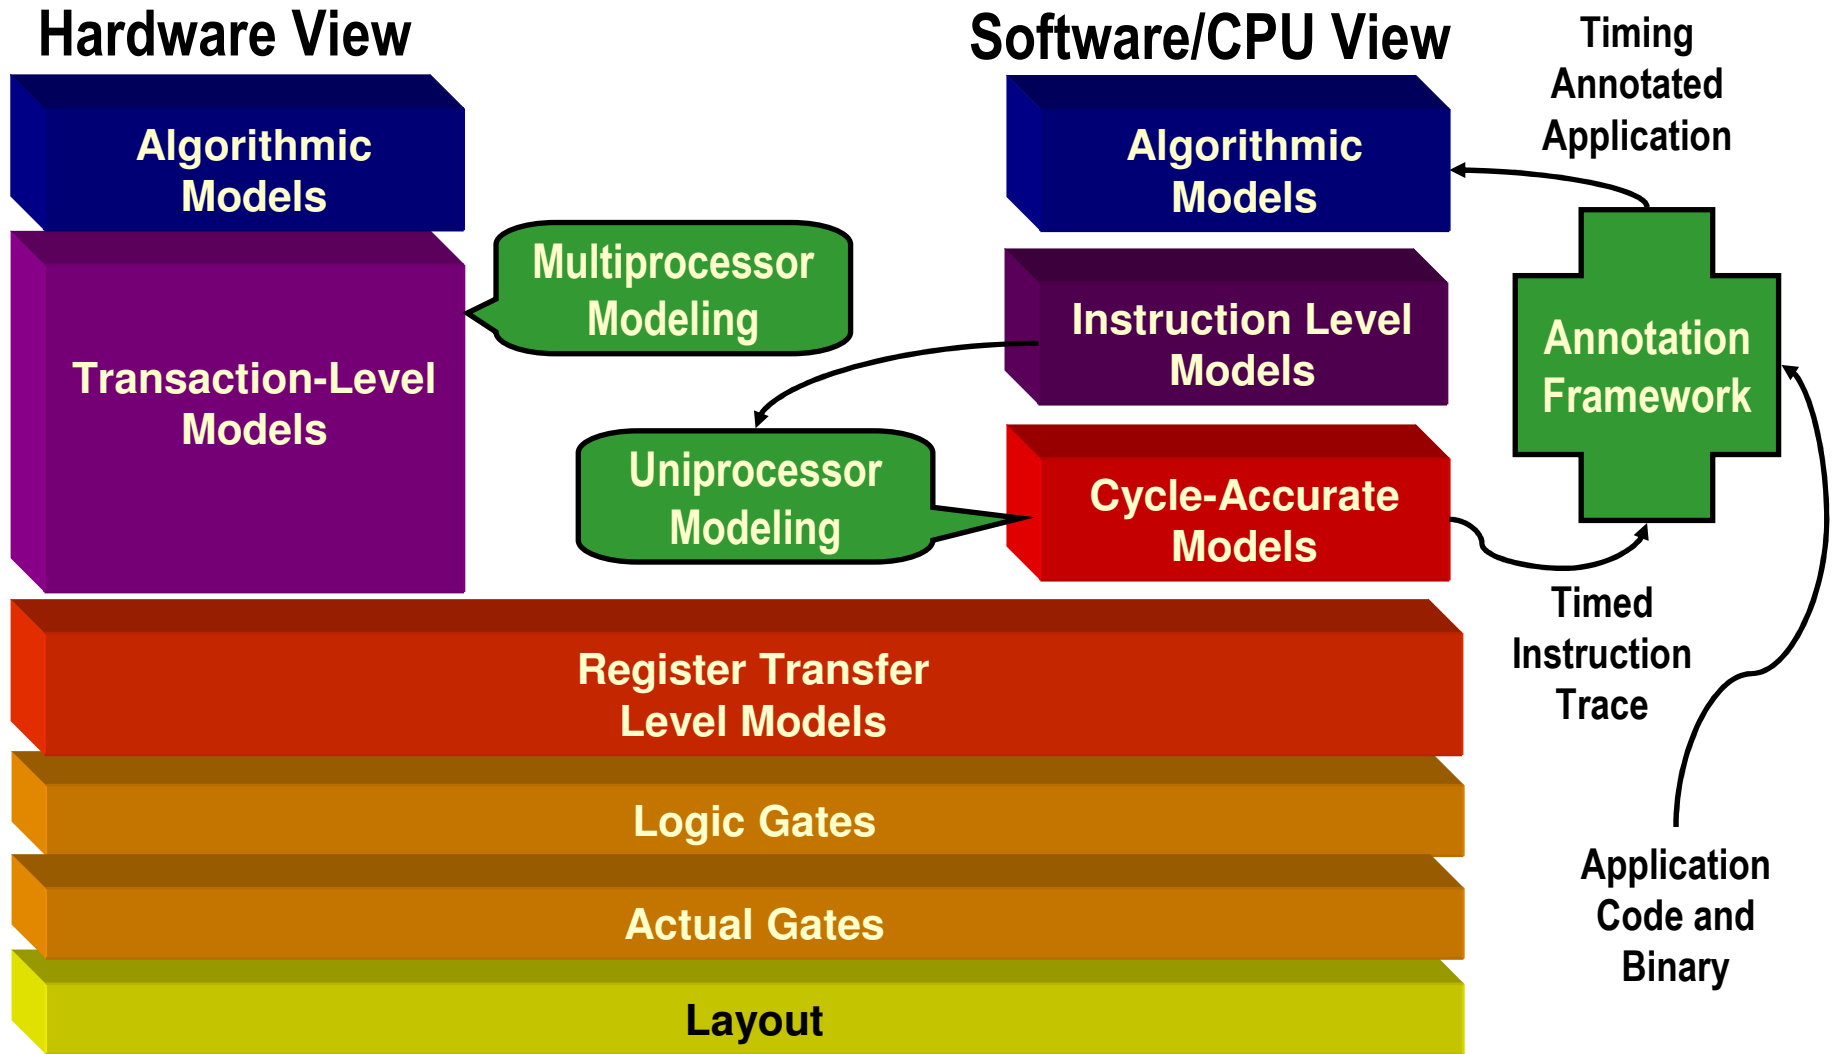 Hardware View
Software/CPU View
Timing
Annotated
Application
Algorithmic
Models
Algorithmic
Models
Multiprocessor
Modeling
Transaction-Level
Models
Instruction Level
Models
Annotation
Framework
Uniprocessor
Modeling
Cycle-Accurate
Models
Timed
Instruction
Trace
Register Transfer
Level Models
Logic Gates
Actual Gates
Application
Code and
Binary
Layout